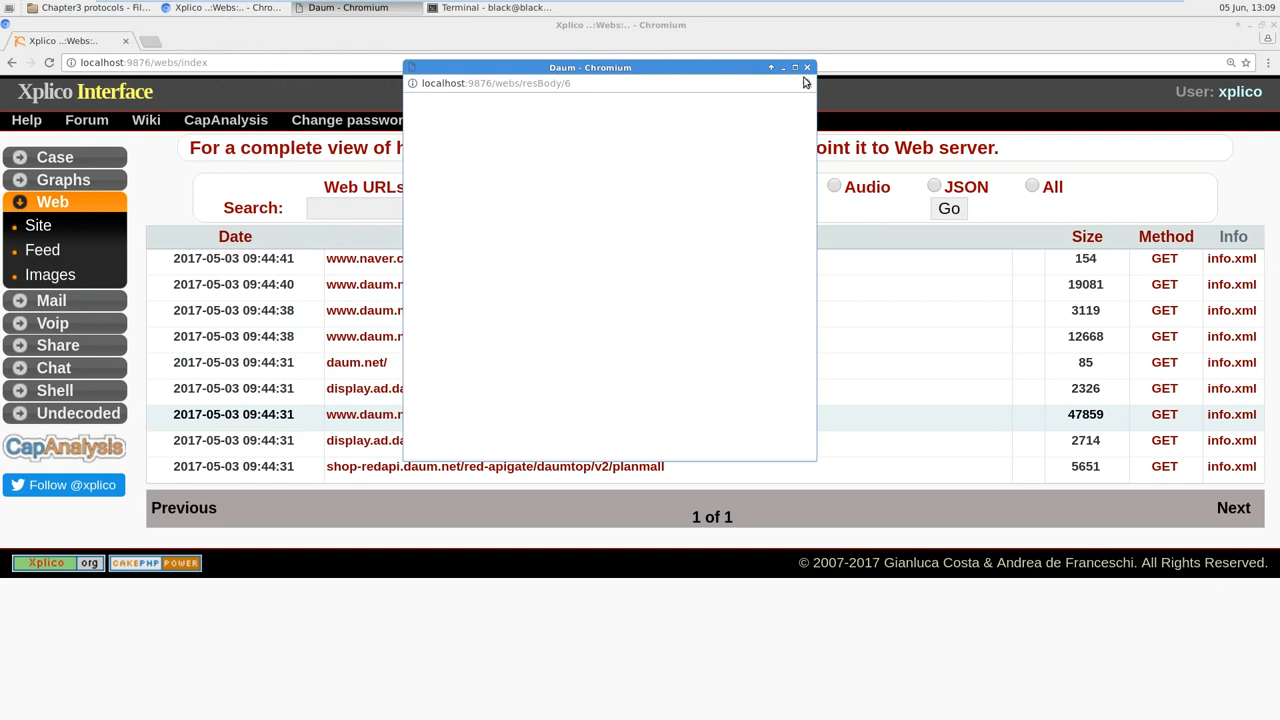 Chapter3 protocols - Fil...
Xplico ..:Webs:.. - Chro...
Daum - Chromium
Terminal - black@black...
05 Jun, 13:09
Xplico ..:Webs:.. - Chromium
Xplico ..:Webs:..
localhost:9876/webs/index
Daum - Chromium
localhost:9876/webs/resBody/6
Xplico Interface
User: xplico
Help Forum Wiki CapAnalysis Change passwor
For a complete view of h
oint it to Web server.
Case
Graphs
Web
Site
Feed
Images
Mail
Voip
Share
Chat
Shell
Undecoded
CapAnalysis
Follow @xplico
Web URLs
Audio JSON All
Search:
Go
Date Size Method Info
2017-05-03 09:44:41 www.naver.c 154 GET info.xml
2017-05-03 09:44:40 www.daum.n 19081 GET info.xml
2017-05-03 09:44:38 www.daum.n 3119 GET info.xml
2017-05-03 09:44:38 www.daum.n 12668 GET info.xml
2017-05-03 09:44:31 daum.net/ 85 GET info.xml
2017-05-03 09:44:31 display.ad.da 2326 GET info.xml
2017-05-03 09:44:31 www.daum.n 47859 GET info.xml
2017-05-03 09:44:31 display.ad.da 2714 GET info.xml
2017-05-03 09:44:31 shop-redapi.daum.net/red-apigate/daumtop/v2/planmall 5651 GET info.xml
Previous
1 of 1
Next
Xplico org
CAKEPHP POWER
© 2007-2017 Gianluca Costa & Andrea de Franceschi. All Rights Reserved.